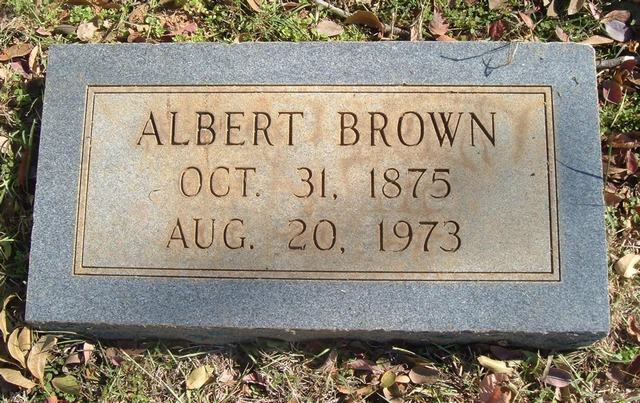 ALBERT BROWN
OCT. 31, 1875
AUG. 20, 1973